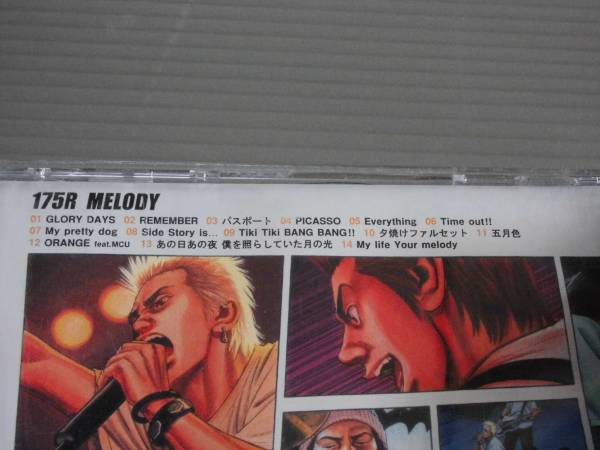 175R MELODY
01 GLORY DAYS 02 REMEMBER 03 パスポート 04 PICASSO 05 Everything 06 Time out!!
07 My pretty dog 08 Side Story is... 09 Tiki Tiki BANG BANG!! 10 夕焼けファルセット 11 五月色
12 ORANGE feat.MCU 13 あの日あの夜 僕を照らしていた月の光 14 My life Your melody